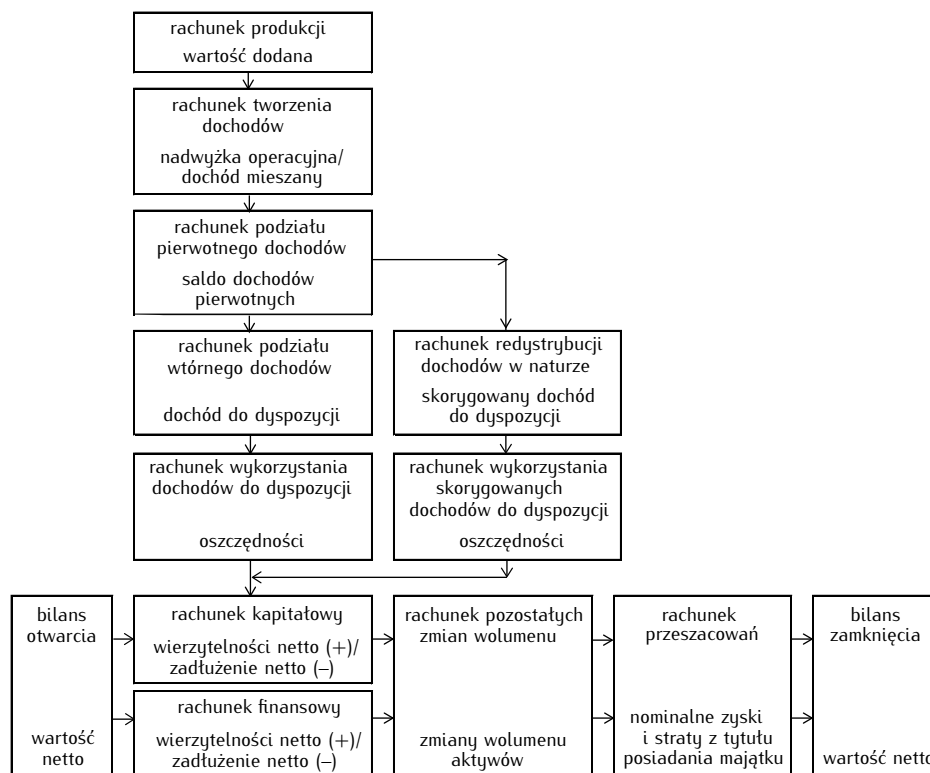 rachunek produkcji
wartość dodana
rachunek tworzenia
dochodów
nadwyżka operacyjna/
dochód mieszany
rachunek podziału
pierwotnego dochodów
saldo dochodów
pierwotnych
rachunek podziału
wtórnego dochodów
dochód do dyspozycji
rachunek redystrybucji
dochodów w naturze
skorygowany dochód
do dyspozycji
rachunek wykorzystania
dochodów do dyspozycji
oszczędności
rachunek wykorzystania
skorygowanych
dochodów do dyspozycji
oszczędności
bilans
otwarcia
wartość
netto
rachunek kapitałowy
wierzytelności netto (+)/
zadłużenie netto (–)
rachunek finansowy
wierzytelności netto (+)/
zadłużenie netto (–)
rachunek pozostałych
zmian wolumenu
zmiany wolumenu
aktywów
rachunek
przeszacowań
nominalne zyski
i straty z tytułu
posiadania majątku
bilans
zamknięcia
wartość netto